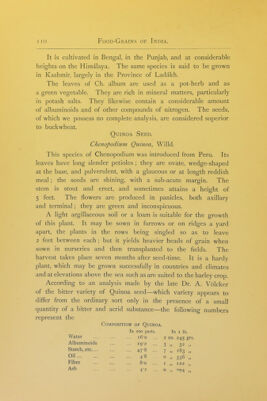 110 Food-Grains of India.
It is cultivated in Bengal, in the Punjab, and at considerable
heights on the Himálaya. The same species is said to be grown
in Kashmir, largely in the Province of Ladákh.
The leaves of Ch. album are used as a pot-herb and as
a green vegetable. They are rich in mineral matters, particularly
in potash salts. They likewise contain a considerable amount
of albuminoids and of other compounds of nitrogen. The seeds,
of which we possess no complete analysis, are considered superior
to buckwheat.
Quinoa Seed.
Chenopodium Quinoa, Willd.
This species of Chenopodium was introduced from Peru. Its
leaves have long slender petioles; they are ovate, wedge-shaped
at the base, and pulverulent, with a glaucous or at length reddish
meal; the seeds are shining, with a sub-acute margin. The
stem is stout and erect, and sometimes attains a height of
5 feet. The flowers are produced in panicles, both axillary
and terminal; they are green and inconspicuous.
A light argillaceous soil or a loam is suitable for the growth
of this plant. It may be sown in furrows or on ridges a yard
apart, the plants in the rows being singled so as to leave
2 feet between each; but it yields heavier heads of grain when
sown in nurseries and then transplanted to the fields. The
harvest takes place seven months after seed-time. It is a hardy
plant, which may be grown successfully in countries and climates
and at elevations above the sea such as are suited to the barley crop.
According to an analysis made by the late Dr. A. Völcker
of the bitter variety of Quinoa seed—which variety appears to
differ from the ordinary sort only in the presence of a small
quantity of a bitter and acrid substance—the following numbers
represent the
Composition of Quinoa.
In 100 parts. In 1 lb.
Water ... 16·0 ... 2 oz. 245 grs.
Albuminoids ... 19·2 ... 3 „ 32 „
Starch, etc. ... 47·8 ... 7 „ 283 „
Oil ... 4·8 ... 0 „ 336 „
Fibre ... 8·0 ... 1 „ 122 „
Ash ... 4·2 ... 0 „ 294 „